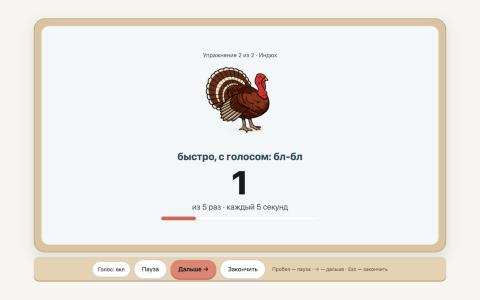 Упражнение 2 из 2 · Индюк
быстро, с голосом: бл-бл
1
из 5 раз · каждый 5 секунд
Голос: вкл
Пауза
Дальше →
Закончить
Пробел — пауза · → — дальше · Esc — закончить